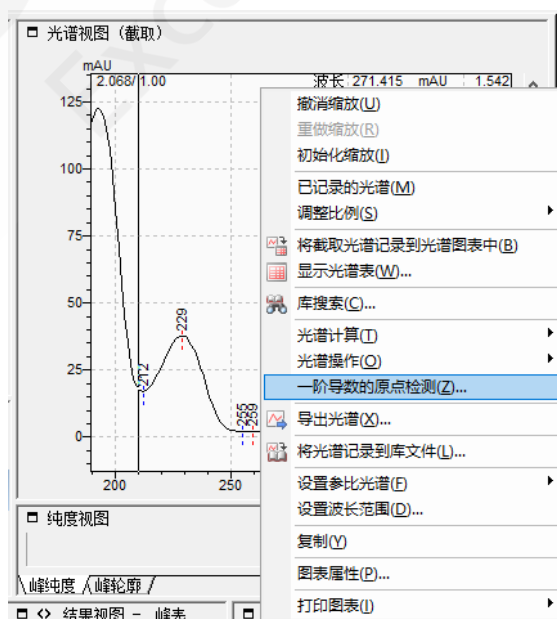 光谱视图（截取）
mAU
2.068/ 1.00
波长 271.415 mAU 1.542
125
100
75
50
25
0
212
229
255
259
200
250
撤消缩放(U)
重做缩放(R)
初始化缩放(I)
已记录的光谱(M)
调整比例(S)
将截取光谱记录到光谱图表中(B)
显示光谱表(W)...
库搜索(C)...
光谱计算(T)
光谱操作(O)
一阶导数的原点检测(Z)...
导出光谱(X)...
将光谱记录到库文件(L)...
设置参比光谱(F)
设置波长范围(D)...
复制(Y)
图表属性(P)...
打印图表(I)
纯度视图
峰纯度 峰轮廓
结果视图 - 峰表